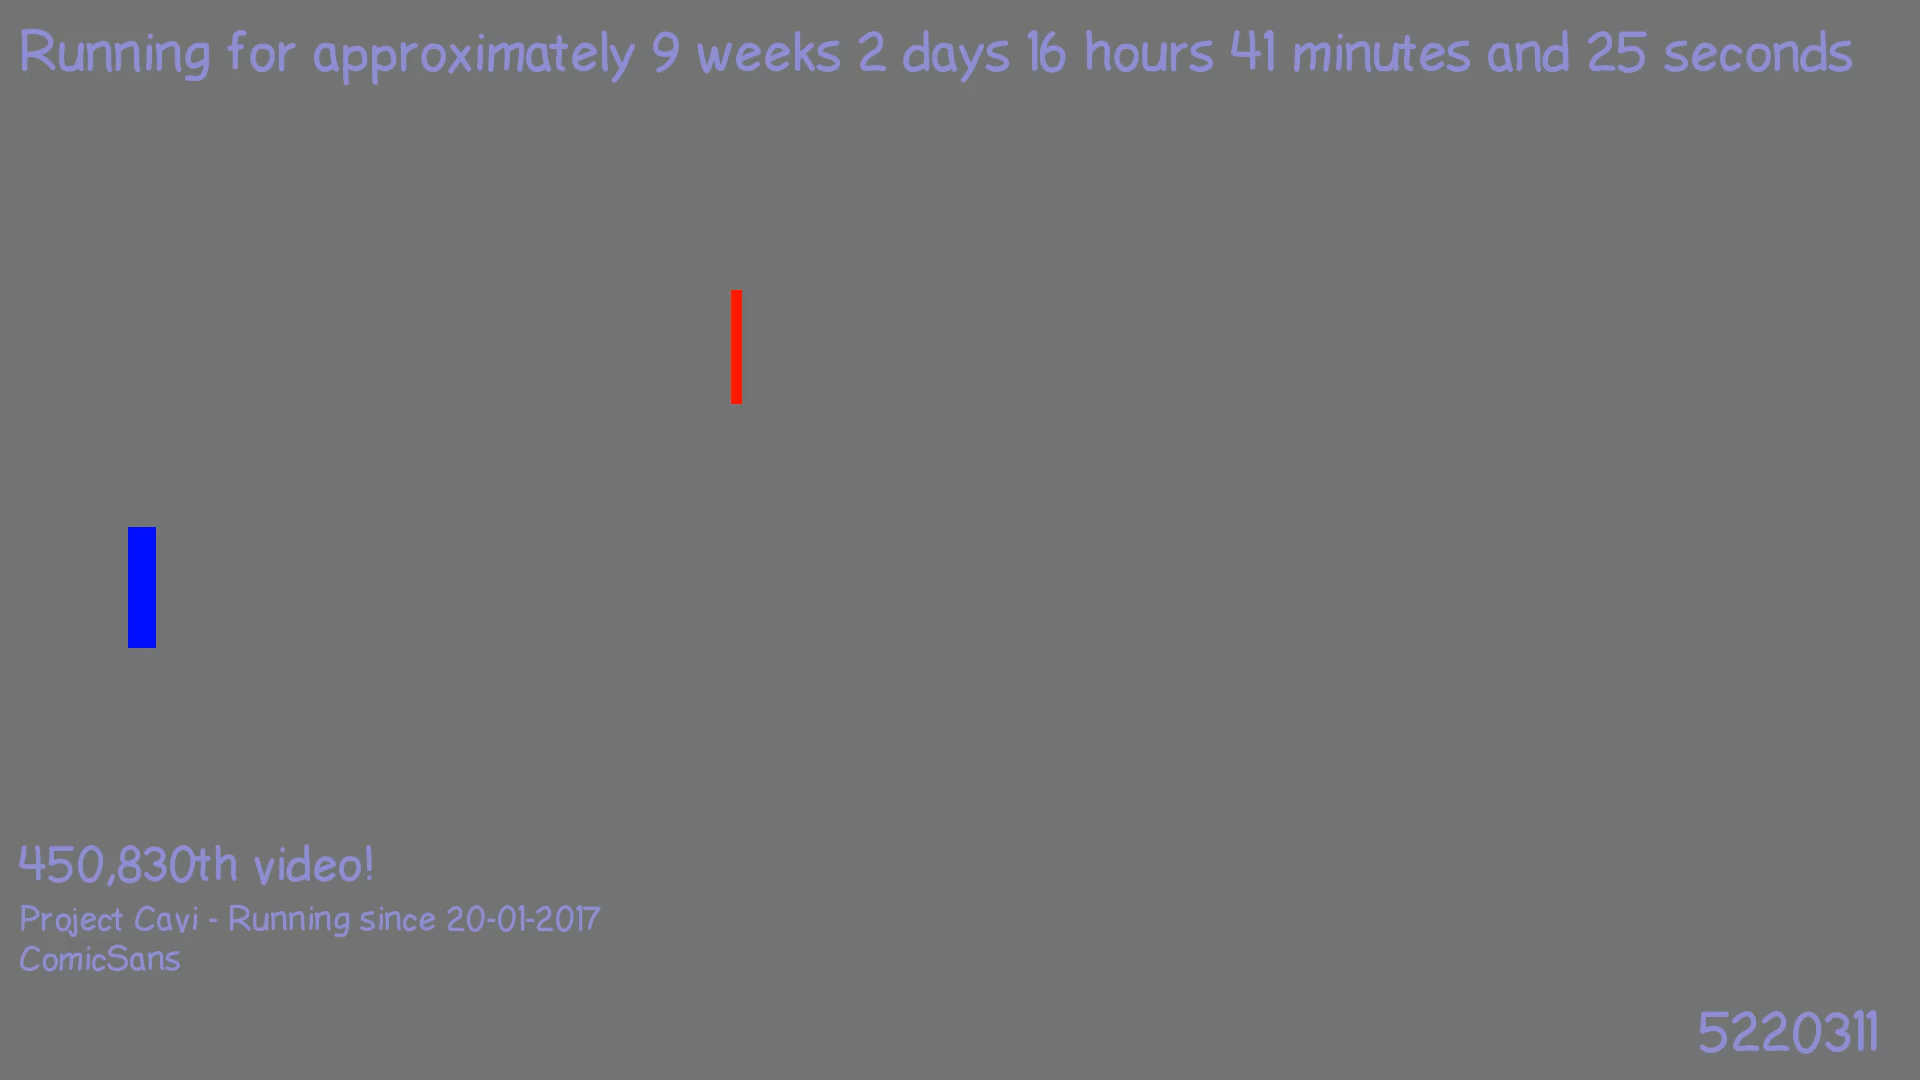 Running for approximately 9 weeks 2 days 16 hours 41 minutes and 25 seconds
450,830th video!
Project Cavi - Running since 20-01-2017
ComicSans
5220311